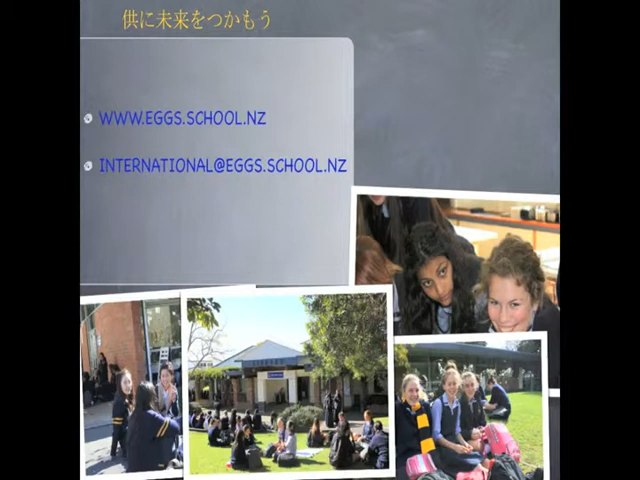 供に未来をつかもう
WWW.EGGS.SCHOOL.NZ
INTERNATIONAL@EGGS.SCHOOL.NZ